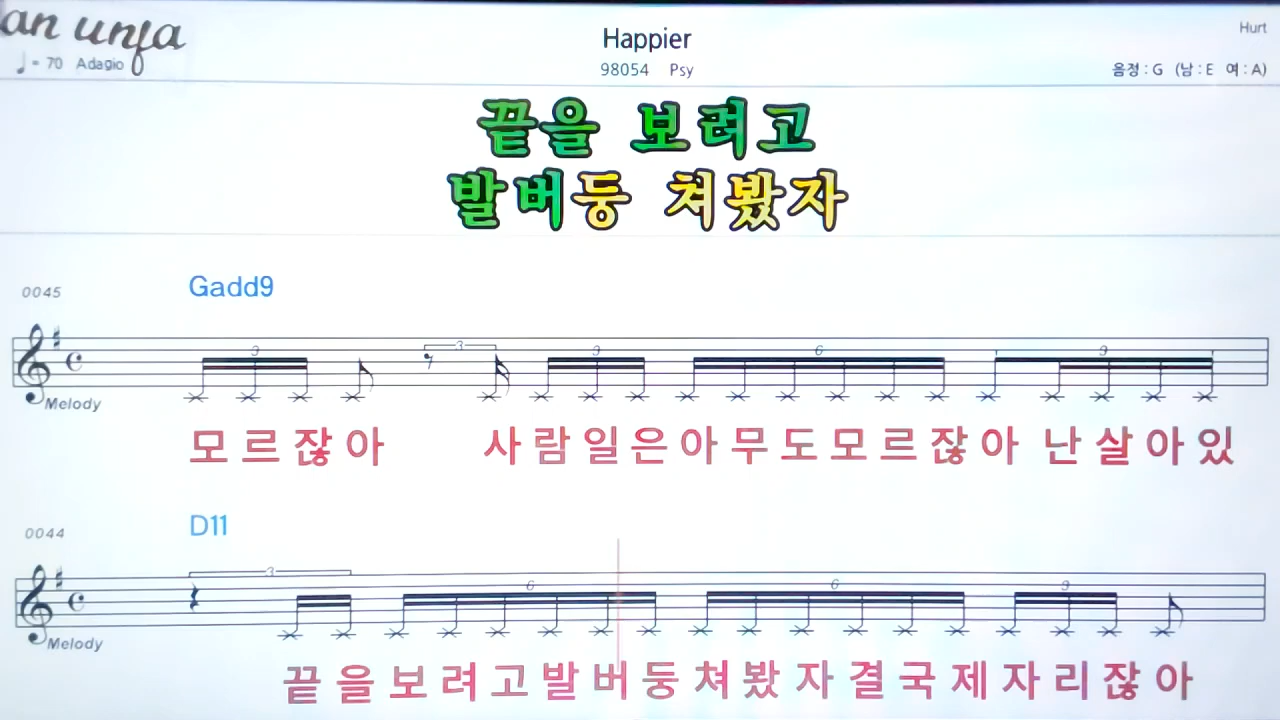 an unfa
♩= 70 Adagio
Happier
98054 Psy
Hurt
음정 : G (남 : E 여 : A)
끝을 보려고
발버둥 쳐봤자
0045
Gadd9
3 3 3 6 3
Melody
모르잖아 사람일은아무도모르잖아 난살아있
0044
D11
3 6 6 3
Melody
끝을보려고발버둥쳐봤자결국제자리잖아